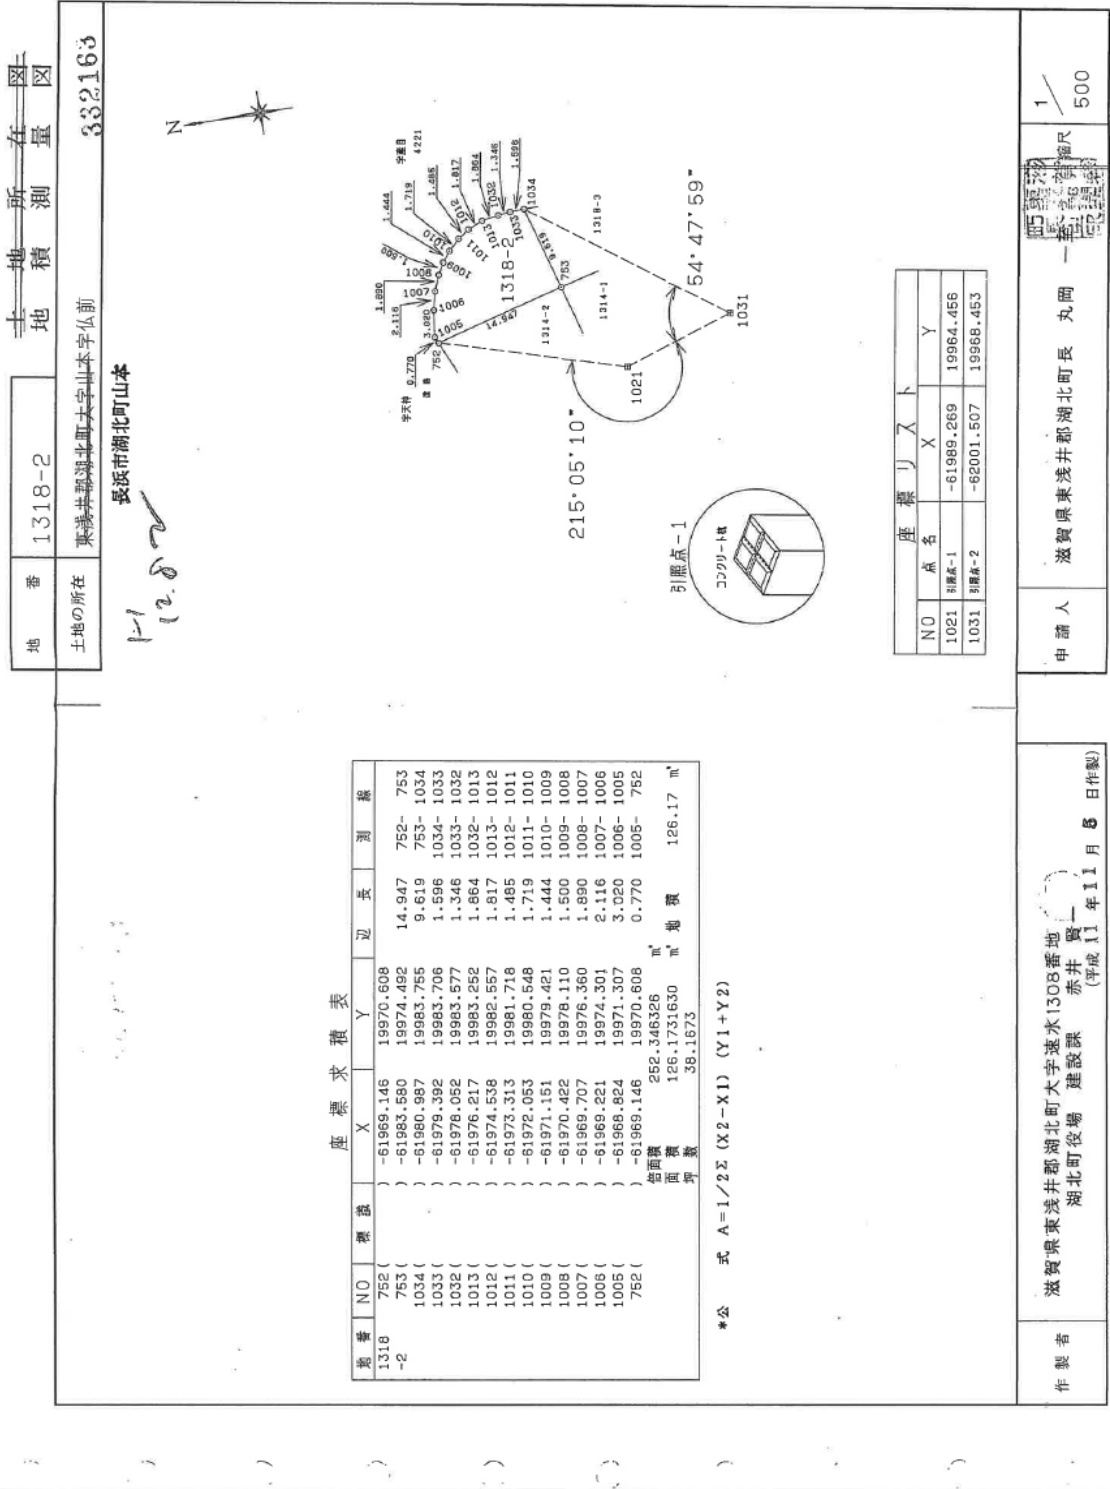 土地所在図
地積測量図
地番 1318-2
土地の所在 東浅井郡湖北町大字山本字仏前
332163
長浜市湖北町山本
12.8.2
N
字天神
道路
字産目
4221
0.770
3.020
2.116
1.890
1.500
1.444
1.719
1.485
1.817
1.864
1.346
1.596
752
1005
1006
1007
1008
1009
1010
1011
1012
1013
1032
1033
1034
14.947
9.619
1318-2
753
1314-2
1314-1
1318-3
1021
1031
215°05'10"
54°47'59"
引照点-1
コンクリート杭
座標リスト
NO 点名 X Y
1021 引照点-1 -61989.269 19964.456
1031 引照点-2 -62001.507 19968.453
申請人 滋賀県東浅井郡湖北町長 丸岡一
縮尺 1/500
座標求積表
地番 NO 標識 X Y 辺長 測線
1318 752 ( ) -61969.146 19970.608
-2 753 ( ) -61983.580 19974.492 14.947 752- 753
1034 ( ) -61980.987 19983.755 9.619 753- 1034
1033 ( ) -61979.392 19983.706 1.596 1034- 1033
1032 ( ) -61978.052 19983.577 1.346 1033- 1032
1013 ( ) -61976.217 19983.252 1.864 1032- 1013
1012 ( ) -61974.538 19982.557 1.817 1013- 1012
1011 ( ) -61973.313 19981.718 1.485 1012- 1011
1010 ( ) -61972.053 19980.548 1.719 1011- 1010
1009 ( ) -61971.151 19979.421 1.444 1010- 1009
1008 ( ) -61970.422 19978.110 1.500 1009- 1008
1007 ( ) -61969.707 19976.360 1.890 1008- 1007
1006 ( ) -61969.221 19974.301 2.116 1007- 1006
1005 ( ) -61968.824 19971.307 3.020 1006- 1005
752 ( ) -61969.146 19970.608 0.770 1005- 752
倍面積 252.346326 ㎡
面積 126.1731630 ㎡ 地積 126.17 ㎡
坪数 38.1673
*公式 A=1/2Σ(X2-X1)(Y1+Y2)
作製者 滋賀県東浅井郡湖北町大字速水1308番地
湖北町役場 建設課 赤井 賢一
(平成11年11月8日作製)